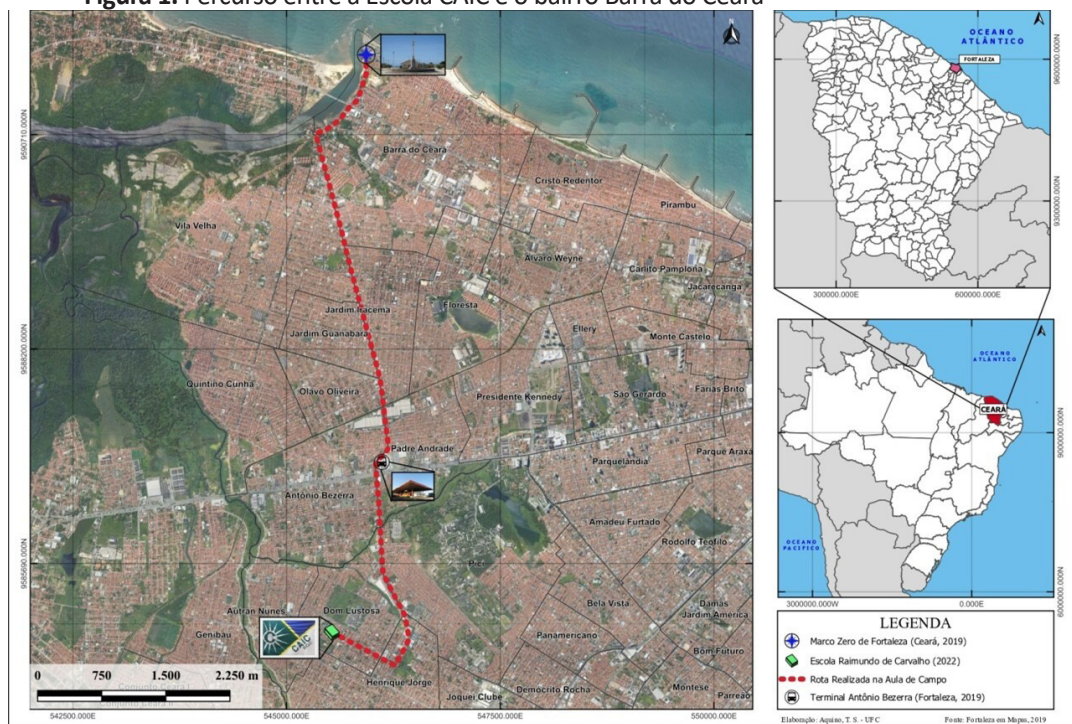 Figura 1. Percurso entre a Escola CAIC e o bairro Barra do Ceará
N
9590710.000N
9588200.000N
9585690.000N
Barra do Ceará
Cristo Redentor
Pirambu
Vila Velha
Álvaro Weyne
Carlito Pamplona
Jacarecanga
Floresta
Jardim Iracema
Jardim Guanabara
Ellery
Monte Castelo
Quintino Cunha
Olavo Oliveira
Presidente Kennedy
São Gerardo
Farias Brito
Padre Andrade
Parquelândia
Parque Araxá
Antônio Bezerra
Amadeu Furtado
Rodolfo Teófilo
Pici
Autran Nunes
Dom Lustosa
Bela Vista
Damas
Jardim América
Genibaú
CAIC
Panamericano
Bom Futuro
Henrique Jorge
Jóquei Clube
Demócrito Rocha
Montese
Parreão
Conjunto Ceará I
0 750 1.500 2.250 m
542500.000E 545000.000E 547500.000E 550000.000E
OCEANO
ATLÂNTICO
FORTALEZA
9600000.000N
9300000.000N
300000.000E 600000.000E
OCEANO
ATLÂNTICO
CEARÁ
OCEANO
PACÍFICO
9000000.000N
6000000.000N
3000000.000W 0.000E
LEGENDA
Marco Zero de Fortaleza (Ceará, 2019)
Escola Raimundo de Carvalho (2022)
Rota Realizada na Aula de Campo
Terminal Antônio Bezerra (Fortaleza, 2019)
Elaboração: Aquino, T. S. - UFC Fonte: Fortaleza em Mapas, 2019